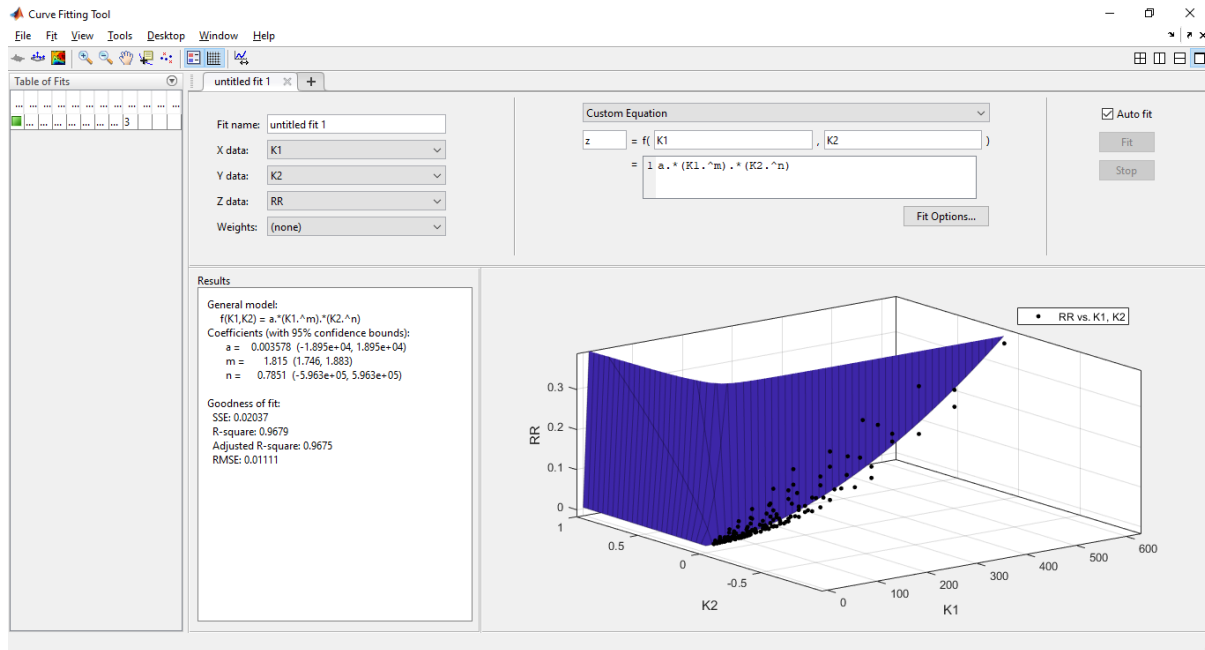 Curve Fitting Tool
File Fit View Tools Desktop Window Help
Table of Fits
... ... ... ... ... ... ... ... ... ... ... ...
... ... ... ... ... ... ... 3
untitled fit 1
Fit name: untitled fit 1
X data: K1
Y data: K2
Z data: RR
Weights: (none)
Custom Equation
z = f( K1 , K2 )
= 1 a.*(K1.^m).*(K2.^n)
Fit Options...
Auto fit
Fit
Stop
Results
General model:
f(K1,K2) = a.*(K1.^m).*(K2.^n)
Coefficients (with 95% confidence bounds):
a = 0.003578 (-1.895e+04, 1.895e+04)
m = 1.815 (1.746, 1.883)
n = 0.7851 (-5.963e+05, 5.963e+05)
Goodness of fit:
SSE: 0.02037
R-square: 0.9679
Adjusted R-square: 0.9675
RMSE: 0.01111
RR vs. K1, K2
RR
0.3
0.2
0.1
0
1
0.5
0
-0.5
K2
0
100
200
300
400
500
600
K1